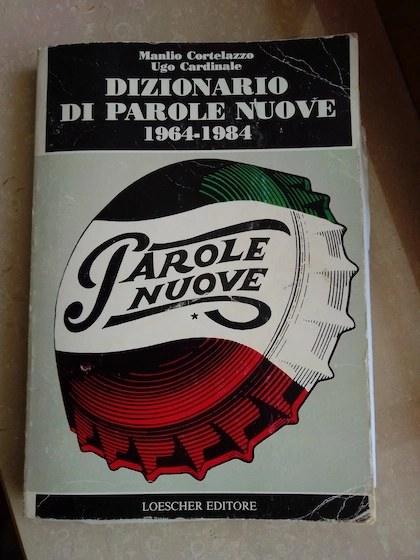 Manlio Cortelazzo
Ugo Cardinale
DIZIONARIO
DI PAROLE NUOVE
1964-1984
PAROLE
NUOVE
LOESCHER EDITORE